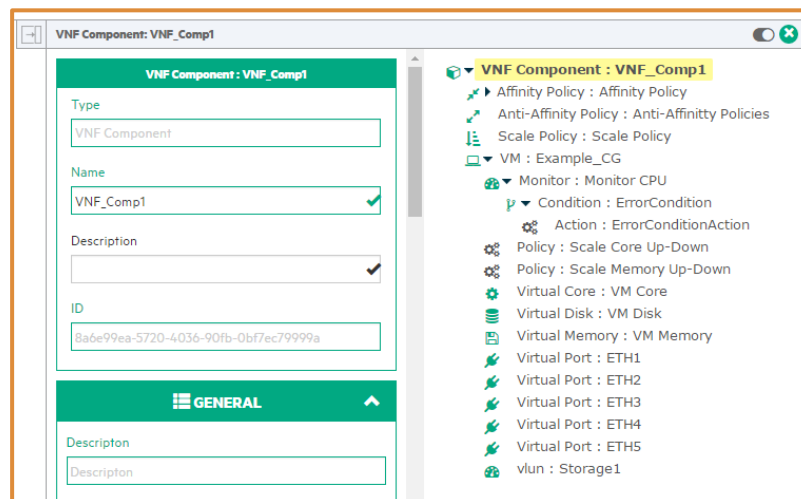 VNF Component: VNF_Comp1
VNF Component : VNF_Comp1
Type
VNF Component
Name
VNF_Comp1
Description
ID
8a6e99ea-5720-4036-90fb-0bf7ec79999a
GENERAL
Descripton
Descripton
VNF Component : VNF_Comp1
Affinity Policy : Affinity Policy
Anti-Affinity Policy : Anti-Affinitty Policies
Scale Policy : Scale Policy
VM : Example_CG
Monitor : Monitor CPU
Condition : ErrorCondition
Action : ErrorConditionAction
Policy : Scale Core Up-Down
Policy : Scale Memory Up-Down
Virtual Core : VM Core
Virtual Disk : VM Disk
Virtual Memory : VM Memory
Virtual Port : ETH1
Virtual Port : ETH2
Virtual Port : ETH3
Virtual Port : ETH4
Virtual Port : ETH5
vlun : Storage1